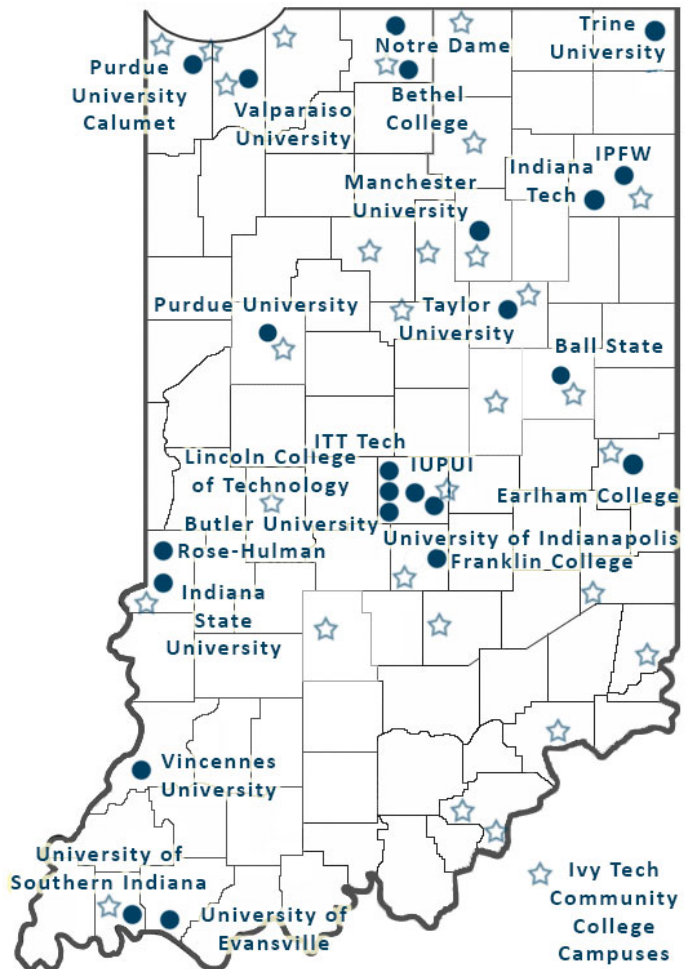 Notre Dame
Trine
University
Purdue
University
Calumet
Valparaiso
University
Bethel
College
IPFW
Indiana
Tech
Manchester
University
Purdue University
Taylor
University
Ball State
ITT Tech
Lincoln College
of Technology
IUPUI
Earlham College
Butler University
University of Indianapolis
Rose-Hulman
Franklin College
Indiana
State
University
Vincennes
University
University of
Southern Indiana
University of
Evansville
Ivy Tech
Community
College
Campuses